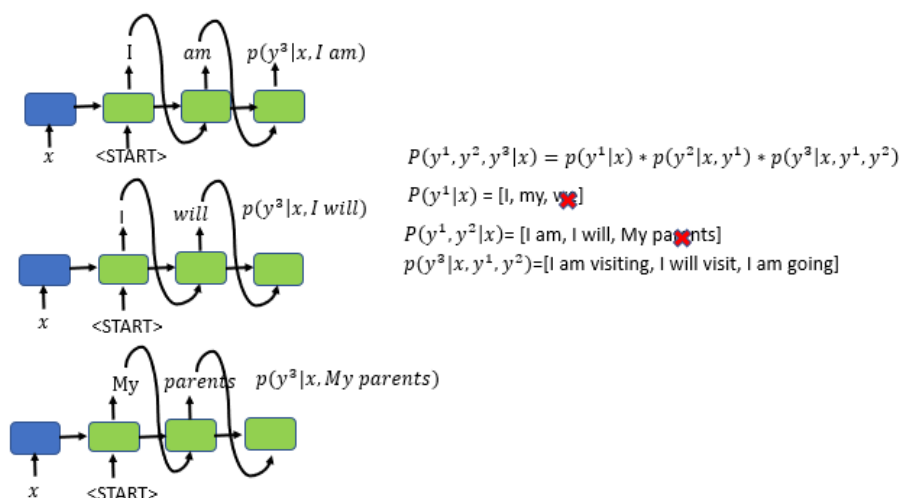 I am p(y³|x, I am)
x <START>
P(y¹, y², y³|x) = p(y¹|x) * p(y²|x, y¹) * p(y³|x, y¹, y²)
P(y¹|x) = [I, my, we]
I will p(y³|x, I will)
P(y¹, y²|x)= [I am, I will, My parents]
p(y³|x, y¹, y²)=[I am visiting, I will visit, I am going]
x <START>
My parents p(y³|x, My parents)
x <START>